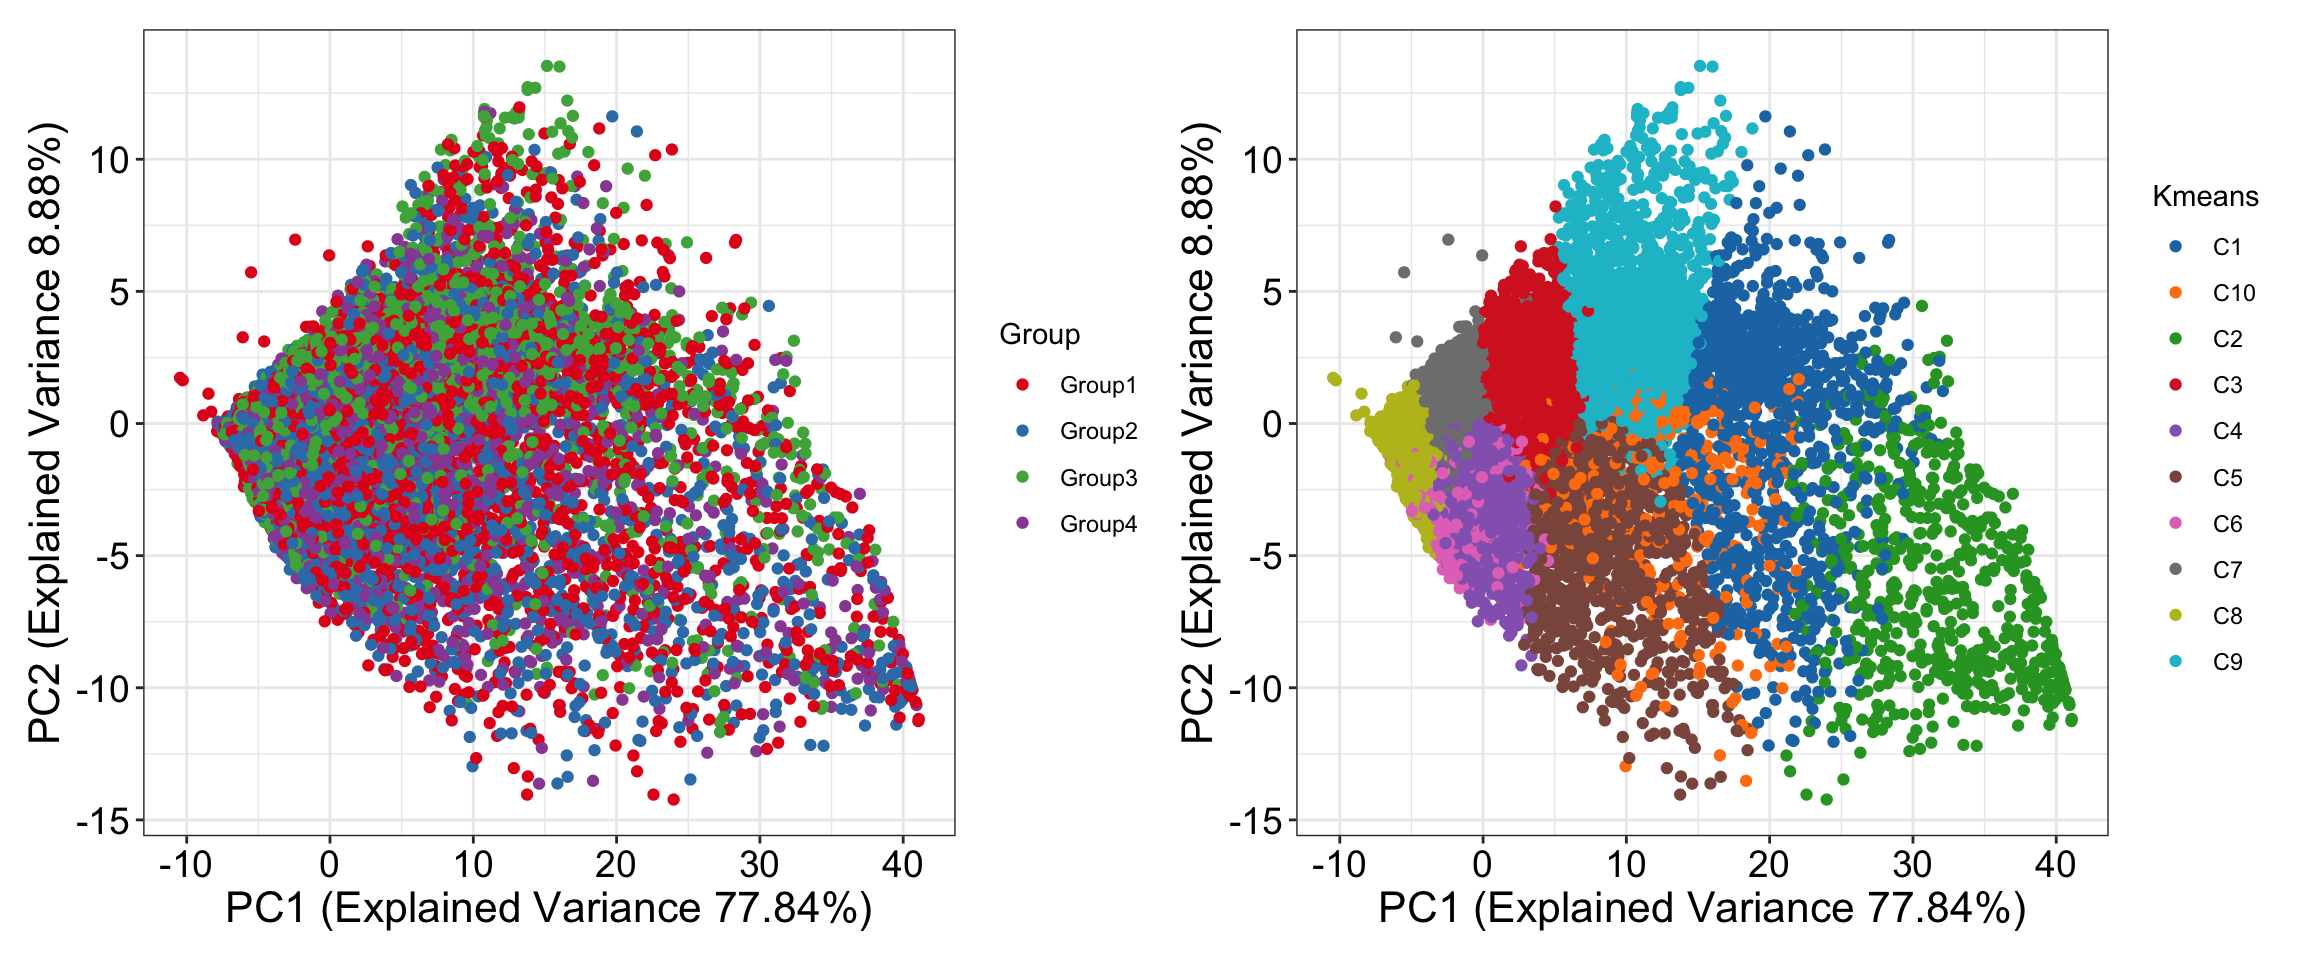 10
5
0
-5
-10
-15
PC2 (Explained Variance 8.88%)
-10 0 10 20 30 40
PC1 (Explained Variance 77.84%)
Group
Group1
Group2
Group3
Group4
10
5
0
-5
-10
-15
PC2 (Explained Variance 8.88%)
-10 0 10 20 30 40
PC1 (Explained Variance 77.84%)
Kmeans
C1
C10
C2
C3
C4
C5
C6
C7
C8
C9